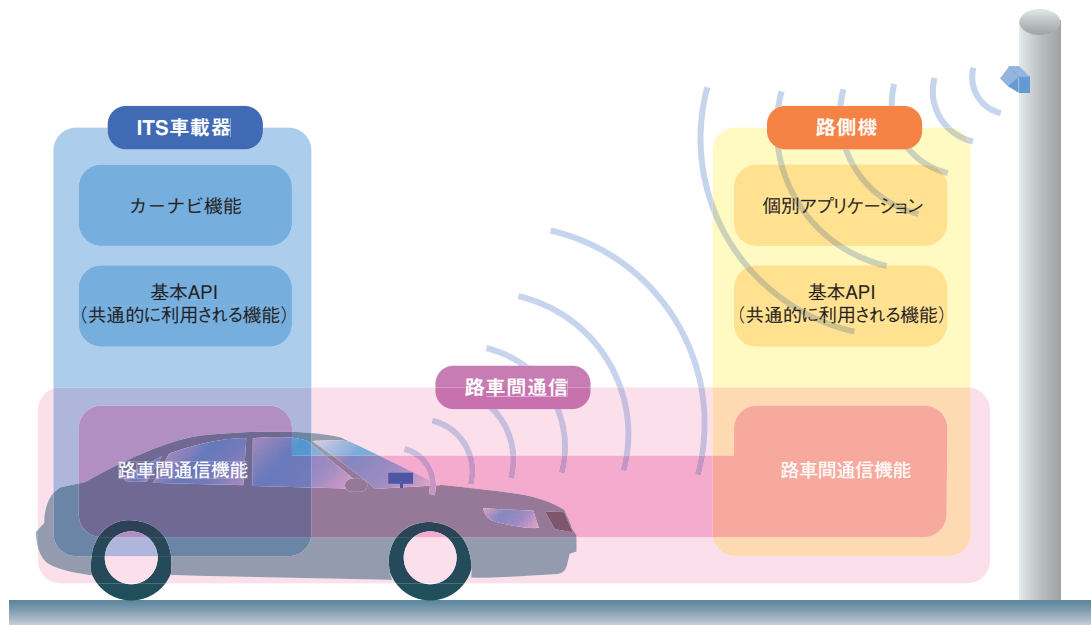 ITS車載器
カーナビ機能
基本API
（共通的に利用される機能）
路車間通信機能
路車間通信
路側機
個別アプリケーション
基本API
（共通的に利用される機能）
路車間通信機能